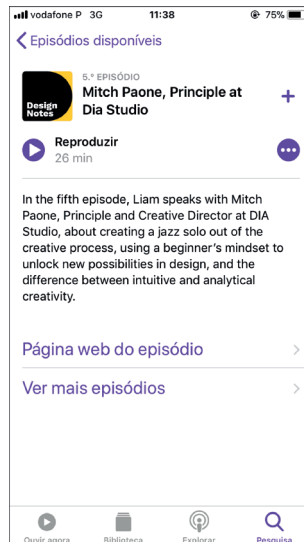 vodafone P 3G 11:38 75%
Episódios disponíveis
5.º EPISÓDIO
Mitch Paone, Principle at
Dia Studio
Design
Notes
Reproduzir
26 min
In the fifth episode, Liam speaks with Mitch
Paone, Principle and Creative Director at DIA
Studio, about creating a jazz solo out of the
creative process, using a beginner's mindset to
unlock new possibilities in design, and the
difference between intuitive and analytical
creativity.
Página web do episódio
Ver mais episódios
Ouvir agora Biblioteca Explorar Pesquisa